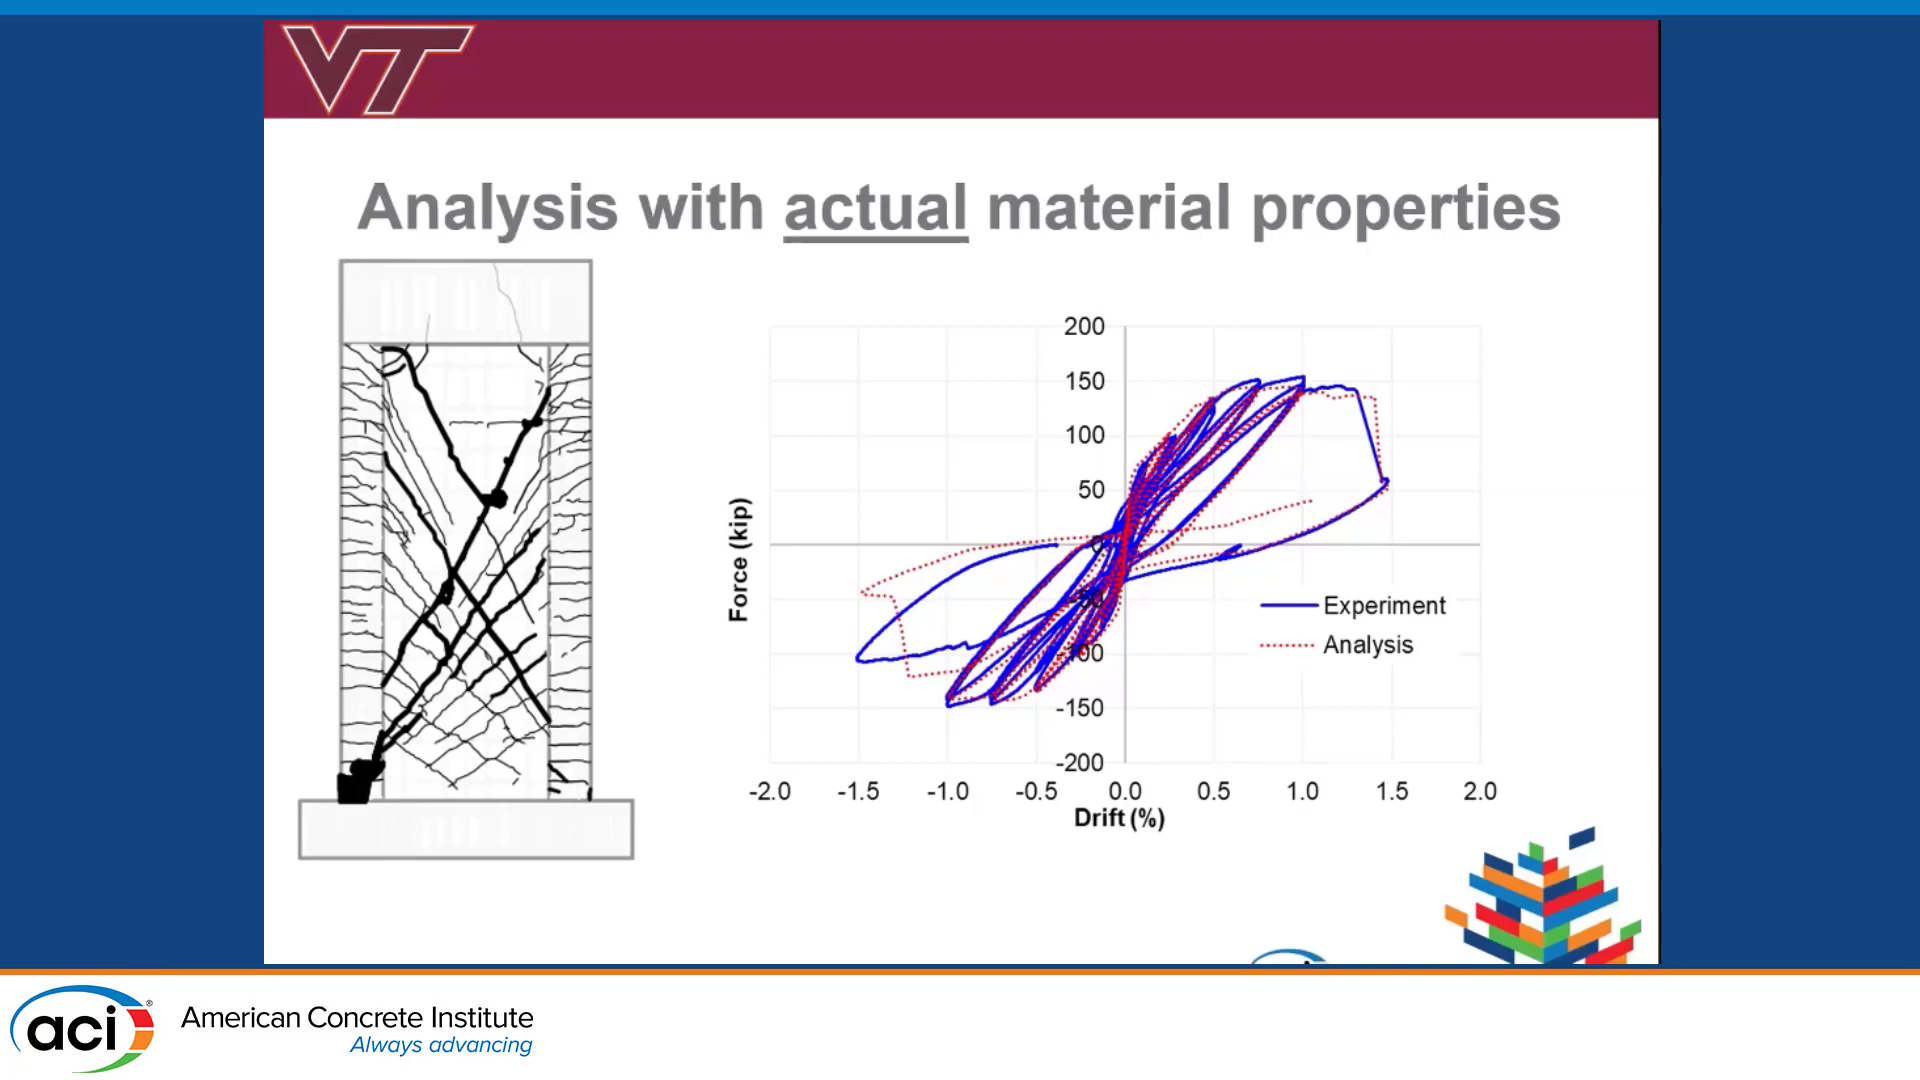 VT
Analysis with actual material properties
200
150
100
50
0
-50
-100
-150
-200
Force (kip)
Experiment
Analysis
-2.0 -1.5 -1.0 -0.5 0.0 0.5 1.0 1.5 2.0
Drift (%)
aci®
American Concrete Institute
Always advancing